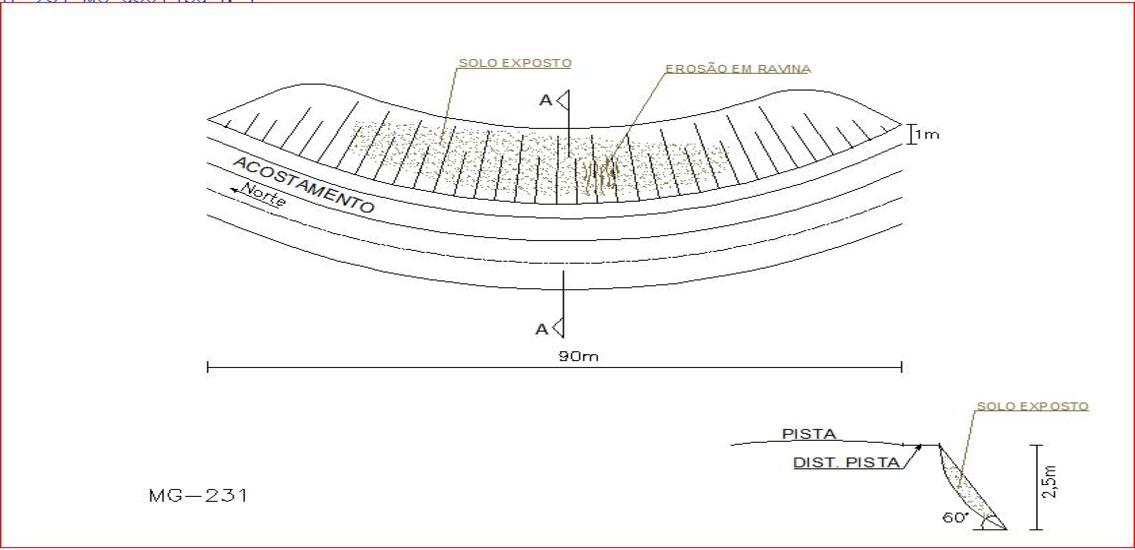 SOLO EXPOSTO
EROSÃO EM RAVINA
A
1m
ACOSTAMENTO
Norte
A
90m
SOLO EXPOSTO
PISTA
DIST. PISTA
2,5m
60°
MG-231